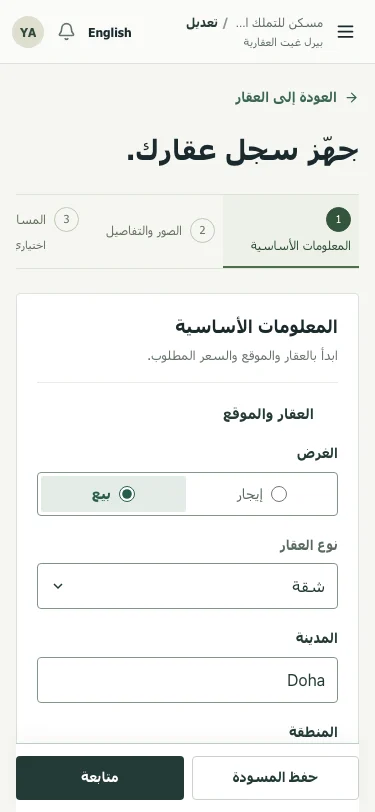 مسكن للتملك ا... / تعديل
بيرل غيت العقارية
English
YA
العودة إلى العقار
جهّز سجل عقارك.
1
المعلومات الأساسية
2
الصور والتفاصيل
3
المسا
اختياري
المعلومات الأساسية
ابدأ بالعقار والموقع والسعر المطلوب.
العقار والموقع
الغرض
إيجار
بيع
نوع العقار
شقة
المدينة
Doha
المنطقة
حفظ المسودة
متابعة